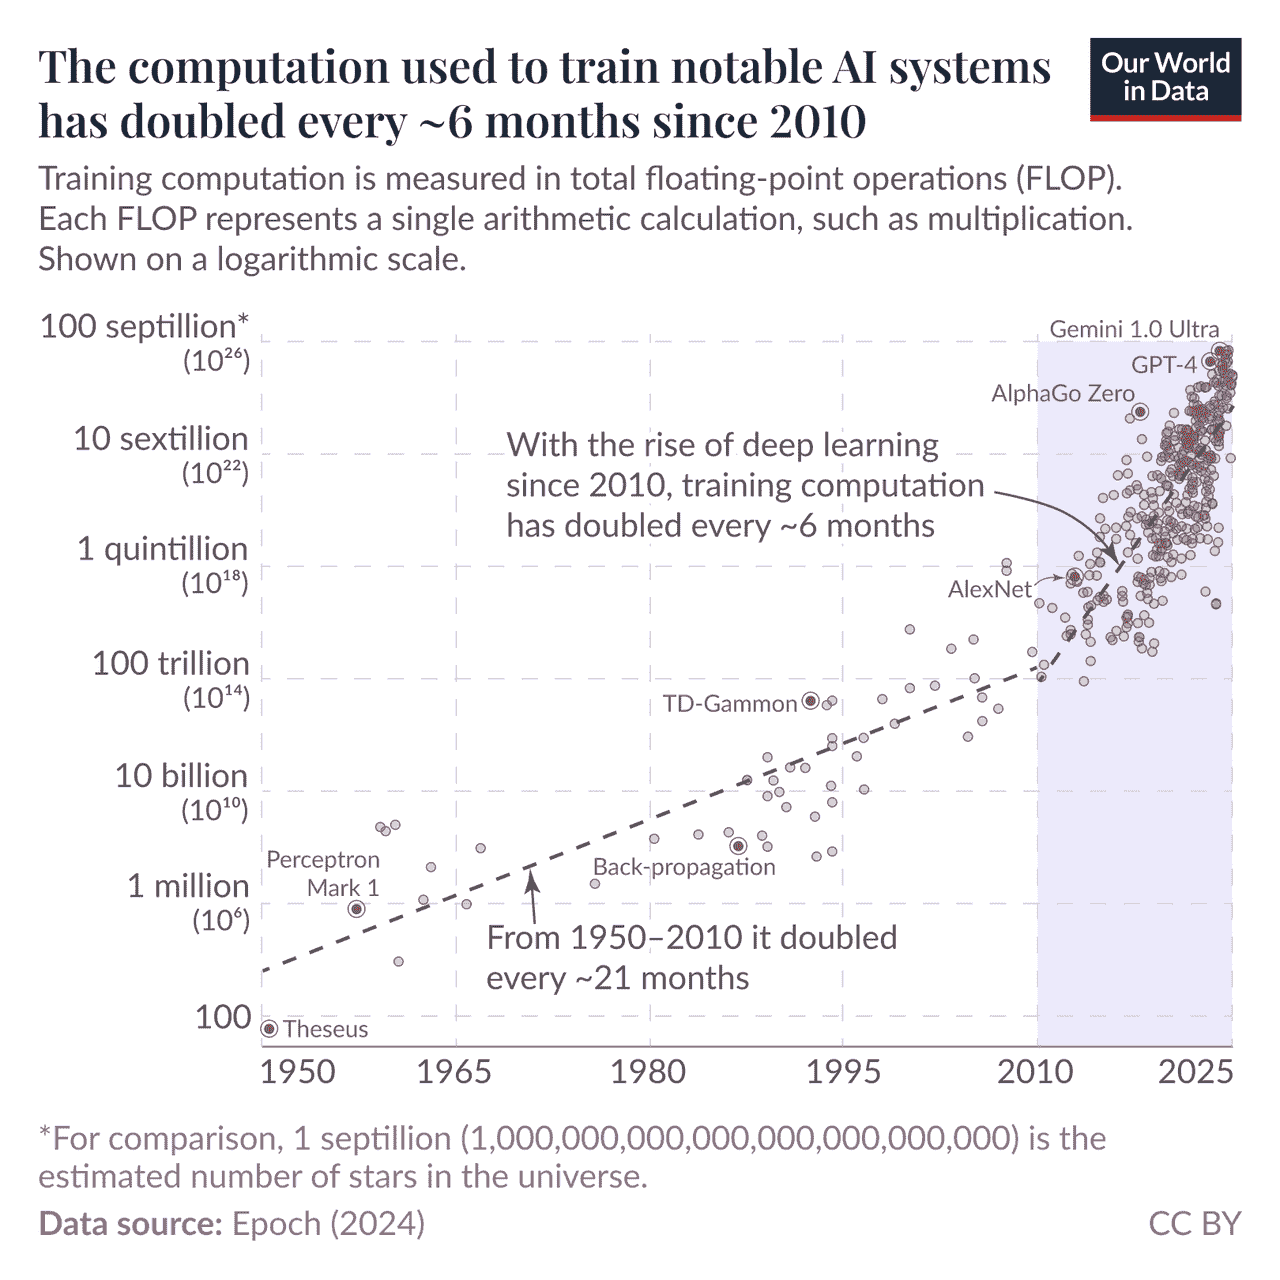 The computation used to train notable AI systems
has doubled every ~6 months since 2010
Our World
in Data
Training computation is measured in total floating-point operations (FLOP).
Each FLOP represents a single arithmetic calculation, such as multiplication.
Shown on a logarithmic scale.
100 septillion*
(10²⁶)
Gemini 1.0 Ultra
GPT-4
AlphaGo Zero
10 sextillion
(10²²)
With the rise of deep learning
since 2010, training computation
has doubled every ~6 months
1 quintillion
(10¹⁸)
AlexNet
100 trillion
(10¹⁴)
TD-Gammon
10 billion
(10¹⁰)
Perceptron
Mark 1
Back-propagation
1 million
(10⁶)
From 1950–2010 it doubled
every ~21 months
100
Theseus
1950
1965
1980
1995
2010
2025
*For comparison, 1 septillion (1,000,000,000,000,000,000,000,000) is the
estimated number of stars in the universe.
Data source: Epoch (2024)
CC BY